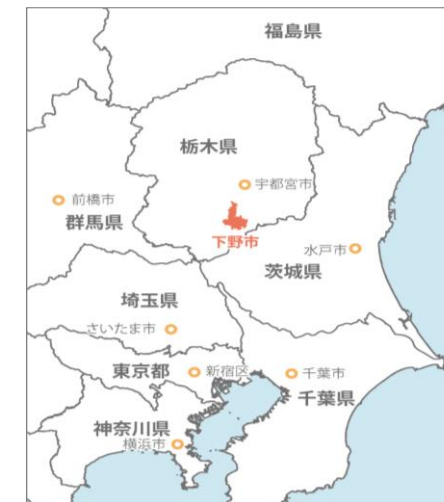 福島県
栃木県
宇都宮市
前橋市
群馬県
下野市
水戸市
茨城県
埼玉県
さいたま市
東京都
新宿区
千葉市
千葉県
神奈川県
横浜市